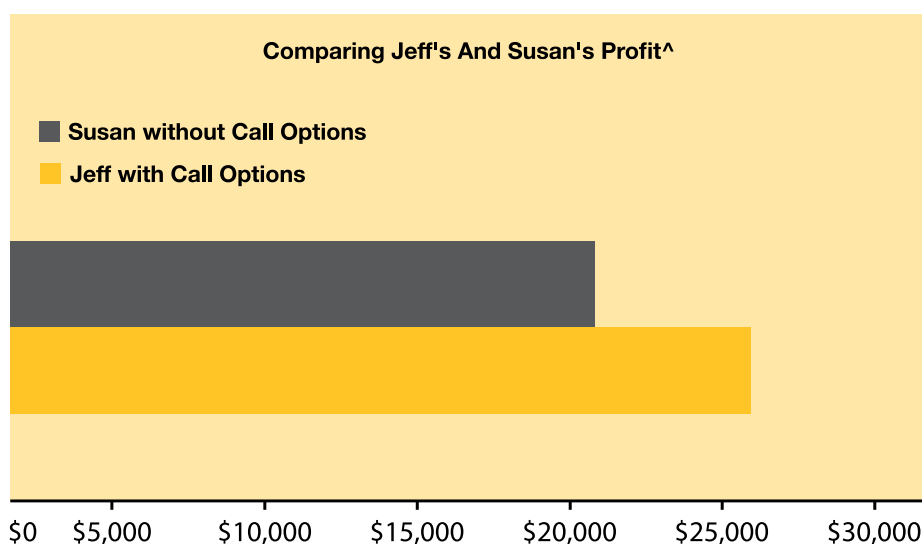 Comparing Jeff's And Susan's Profit^
Susan without Call Options
Jeff with Call Options
$0 $5,000 $10,000 $15,000 $20,000 $25,000 $30,000